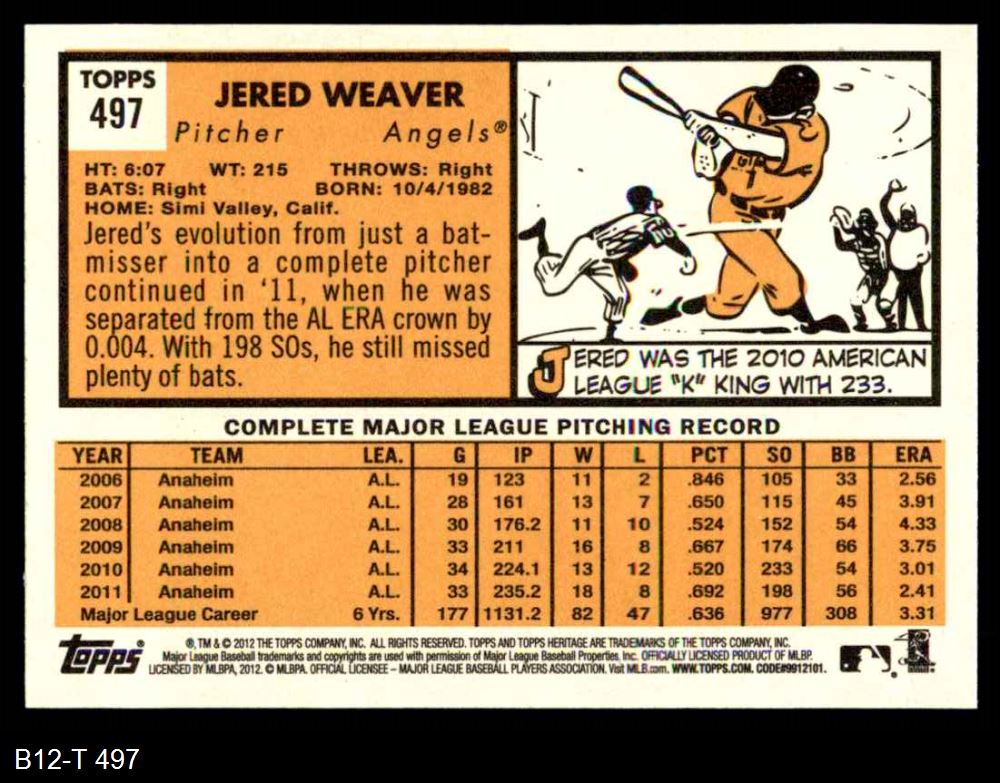 TOPPS
497
JERED WEAVER
Pitcher Angels®
HT: 6:07 WT: 215 THROWS: Right
BATS: Right BORN: 10/4/1982
HOME: Simi Valley, Calif.
Jered's evolution from just a bat-
misser into a complete pitcher
continued in '11, when he was
separated from the AL ERA crown by
0.004. With 198 SOs, he still missed
plenty of bats.
JERED WAS THE 2010 AMERICAN
LEAGUE "K" KING WITH 233.
COMPLETE MAJOR LEAGUE PITCHING RECORD
YEAR TEAM LEA. G IP W L PCT SO BB ERA
2006 Anaheim A.L. 19 123 11 2 .846 105 33 2.56
2007 Anaheim A.L. 28 161 13 7 .650 115 45 3.91
2008 Anaheim A.L. 30 176.2 11 10 .524 152 54 4.33
2009 Anaheim A.L. 33 211 16 8 .667 174 66 3.75
2010 Anaheim A.L. 34 224.1 13 12 .520 233 54 3.01
2011 Anaheim A.L. 33 235.2 18 8 .692 198 56 2.41
Major League Career 6 Yrs. 177 1131.2 82 47 .636 977 308 3.31
Topps®
®, TM & © 2012 THE TOPPS COMPANY, INC. ALL RIGHTS RESERVED. TOPPS AND TOPPS HERITAGE ARE TRADEMARKS OF THE TOPPS COMPANY, INC.
Major League Baseball trademarks and copyrights are used with permission of Major League Baseball Properties, Inc. OFFICIALLY LICENSED PRODUCT OF MLBP.
LICENSED BY MLBPA, 2012. © MLBPA. OFFICIAL LICENSEE – MAJOR LEAGUE BASEBALL PLAYERS ASSOCIATION. Visit MLB.com. WWW.TOPPS.COM. CODE#9912101.
B12-T 497